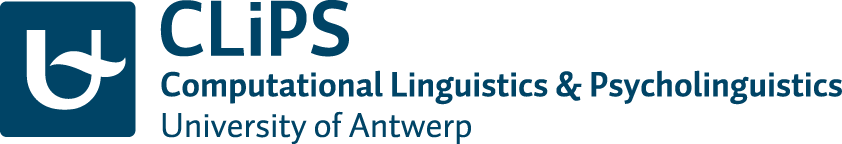 CLiPS
Computational Linguistics & Psycholinguistics
University of Antwerp